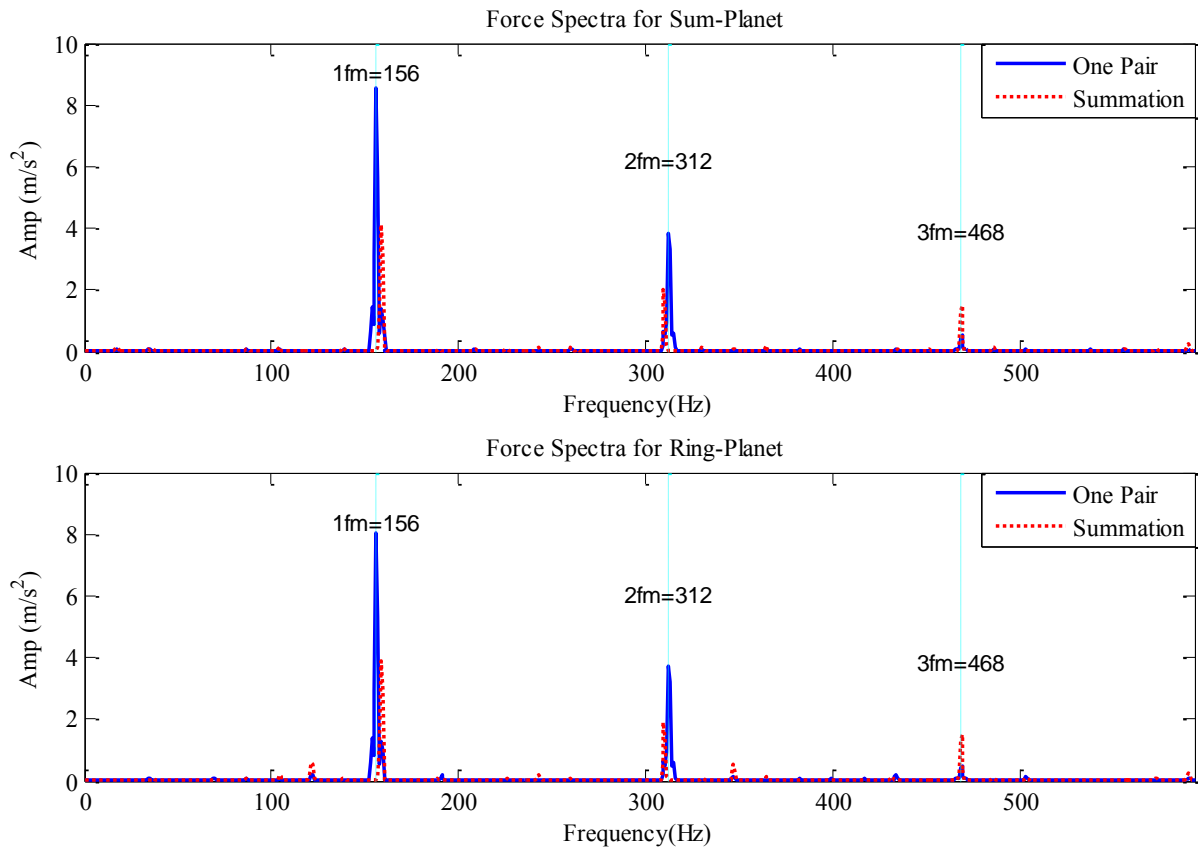 Force Spectra for Sum-Planet
10
8
6
4
2
0
Amp (m/s²)
1fm=156
2fm=312
3fm=468
One Pair
Summation
0 100 200 300 400 500
Frequency(Hz)
Force Spectra for Ring-Planet
10
8
6
4
2
0
Amp (m/s²)
1fm=156
2fm=312
3fm=468
One Pair
Summation
0 100 200 300 400 500
Frequency(Hz)